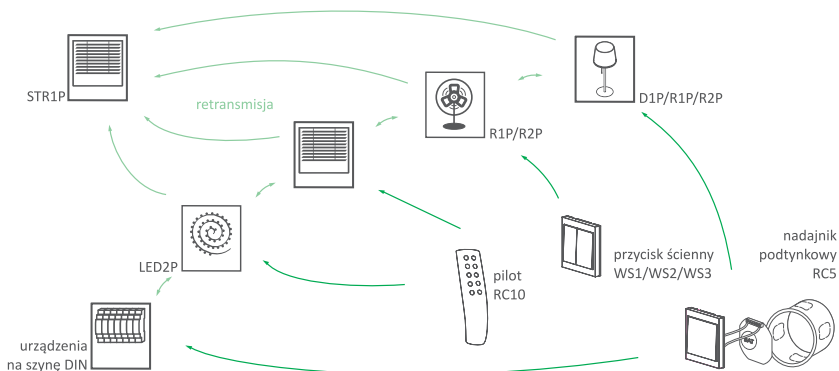 STR1P
retransmisja
R1P/R2P
D1P/R1P/R2P
LED2P
pilot
RC10
przycisk ścienny
WS1/WS2/WS3
nadajnik
podtynkowy
RC5
urządzenia
na szynę DIN